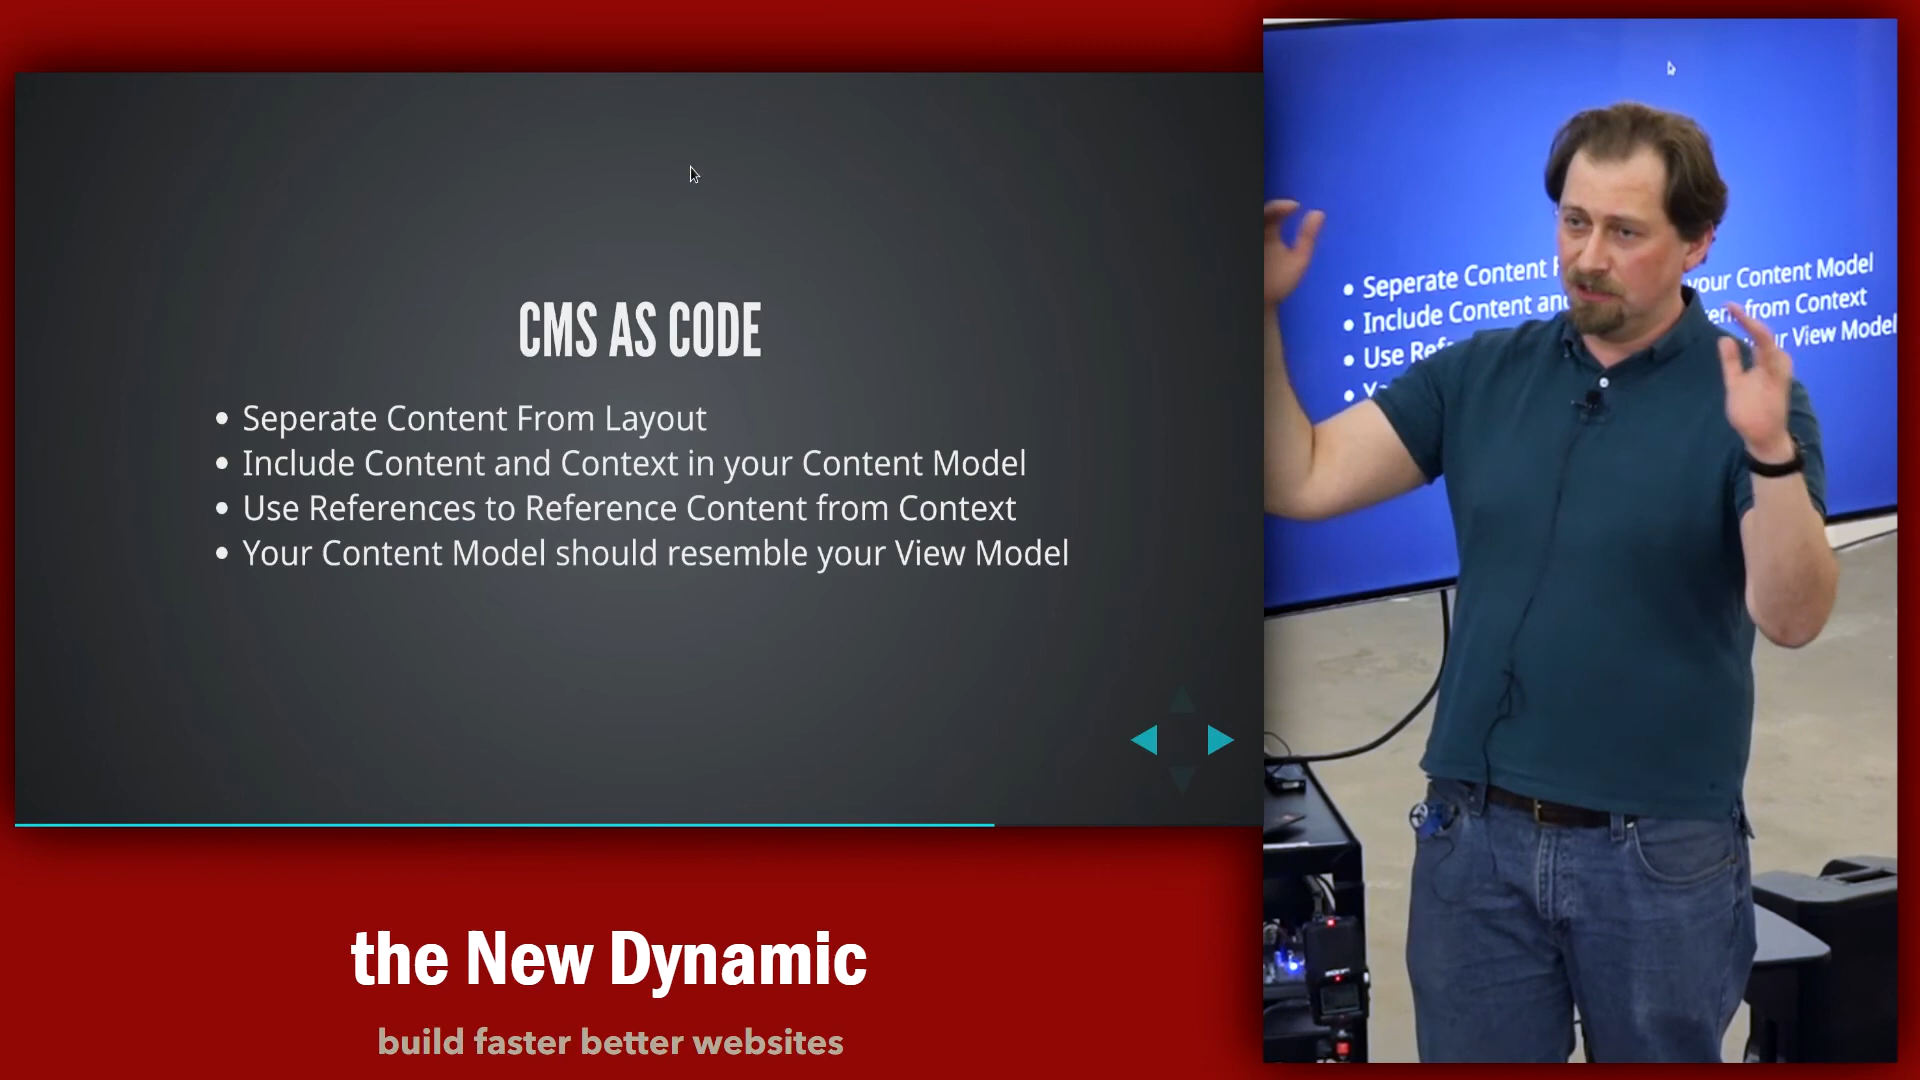 CMS AS CODE
Seperate Content From Layout
Include Content and Context in your Content Model
Use References to Reference Content from Context
Your Content Model should resemble your View Model
Seperate Content your Content Model
Include Content and from Context
Use View Model
the New Dynamic
build faster better websites